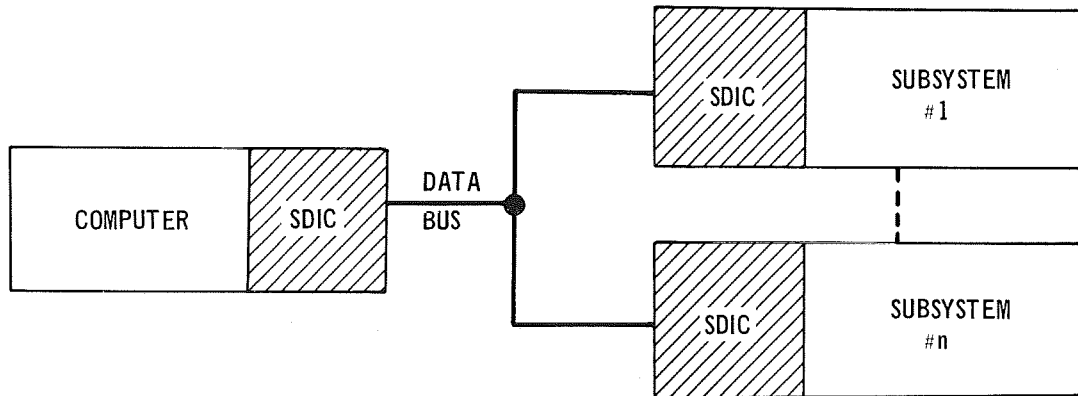 COMPUTER
SDIC
DATA
BUS
SDIC
SUBSYSTEM
#1
SDIC
SUBSYSTEM
#n